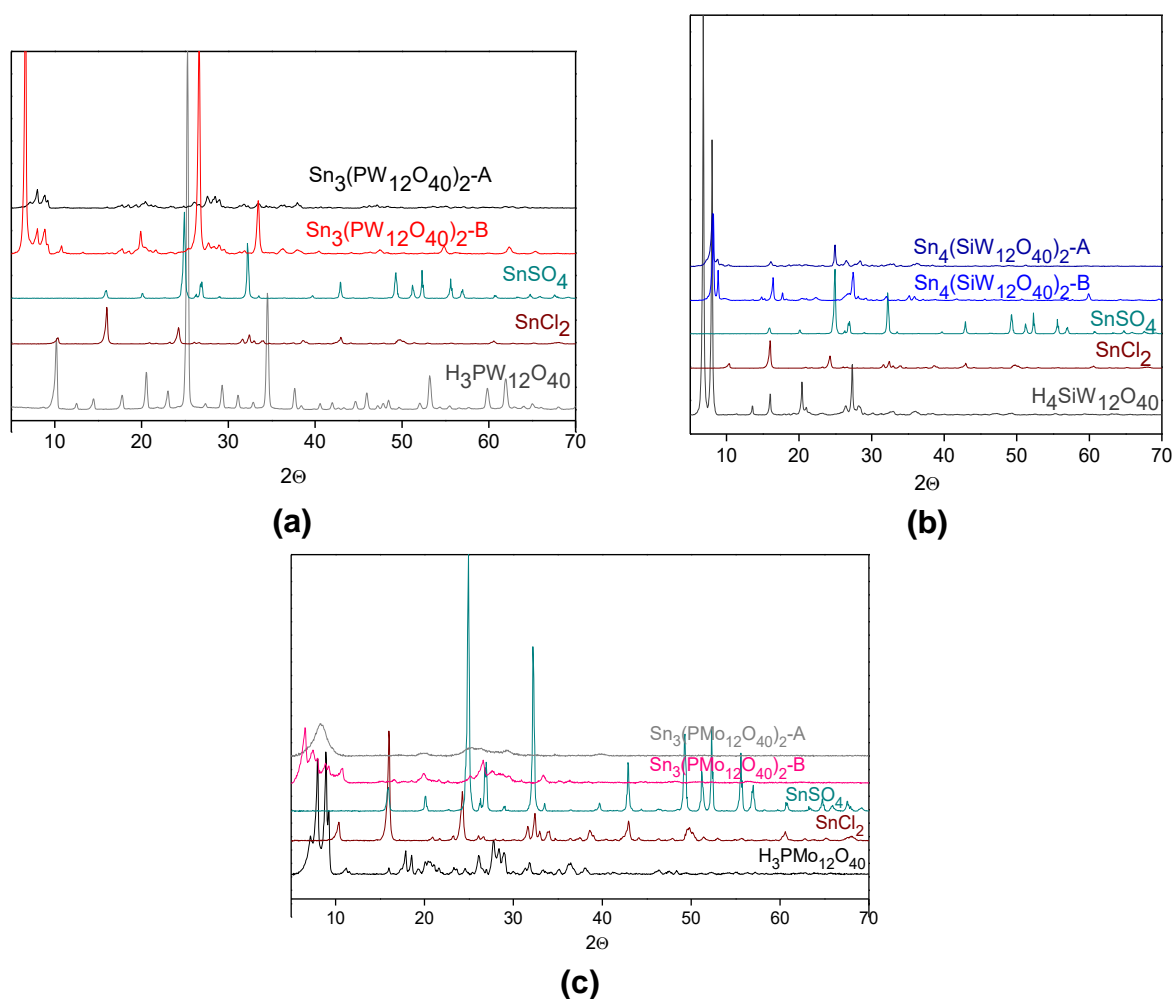 Sn₃(PW₁₂O₄₀)₂-A
Sn₃(PW₁₂O₄₀)₂-B
SnSO₄
SnCl₂
H₃PW₁₂O₄₀
10 20 30 40 50 60 70
2Θ
(a)
Sn₄(SiW₁₂O₄₀)₂-A
Sn₄(SiW₁₂O₄₀)₂-B
SnSO₄
SnCl₂
H₄SiW₁₂O₄₀
10 20 30 40 50 60 70
2Θ
(b)
Sn₃(PMo₁₂O₄₀)₂-A
Sn₃(PMo₁₂O₄₀)₂-B
SnSO₄
SnCl₂
H₃PMo₁₂O₄₀
10 20 30 40 50 60 70
2Θ
(c)